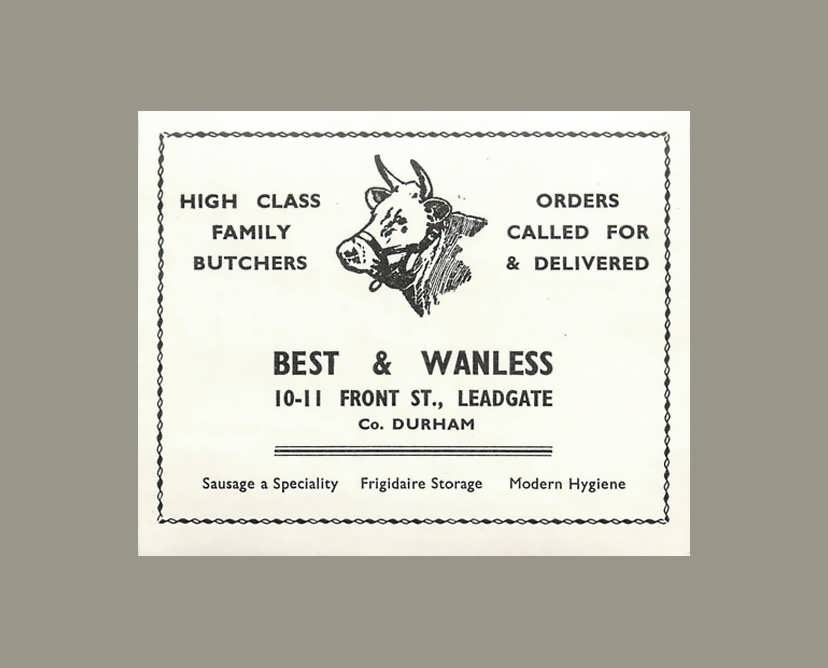 HIGH CLASS
FAMILY
BUTCHERS
ORDERS
CALLED FOR
& DELIVERED
BEST & WANLESS
10-11 FRONT ST., LEADGATE
Co. DURHAM
Sausage a Speciality Frigidaire Storage Modern Hygiene